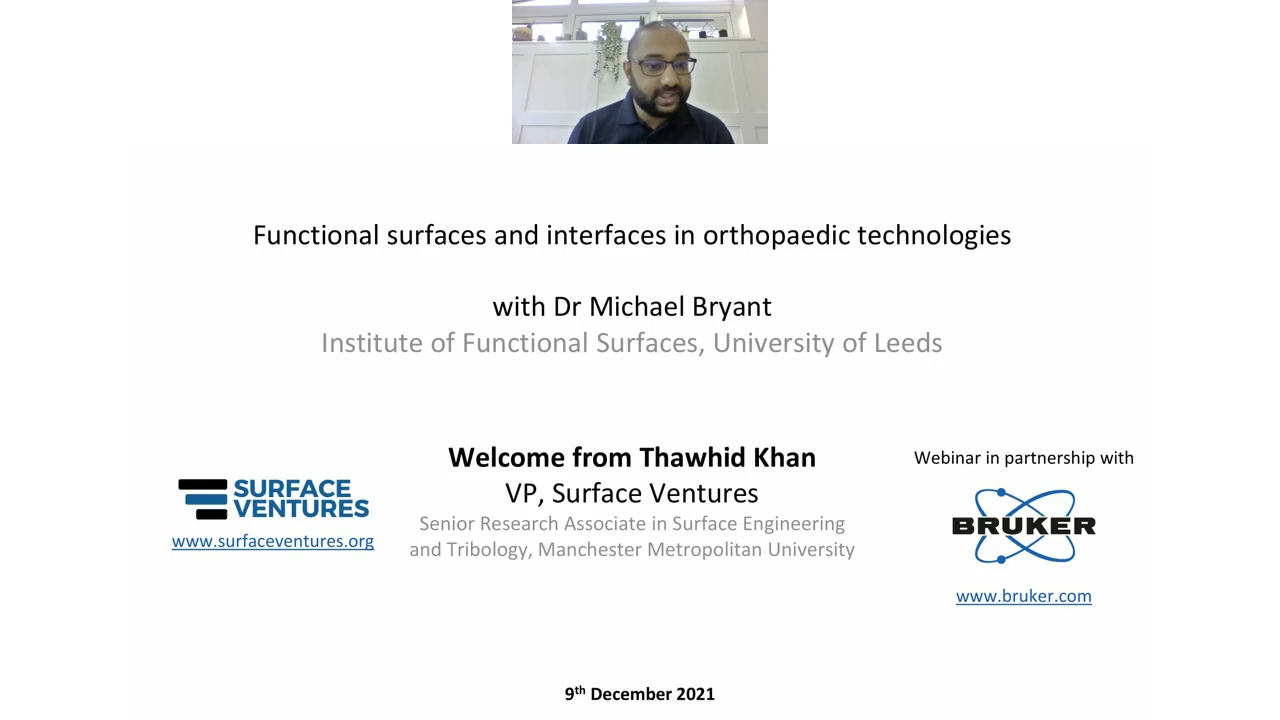 Functional surfaces and interfaces in orthopaedic technologies
with Dr Michael Bryant
Institute of Functional Surfaces, University of Leeds
Welcome from Thawhid Khan
VP, Surface Ventures
Senior Research Associate in Surface Engineering
and Tribology, Manchester Metropolitan University
SURFACE
VENTURES
www.surfaceventures.org
Webinar in partnership with
BRUKER
www.bruker.com
9th December 2021